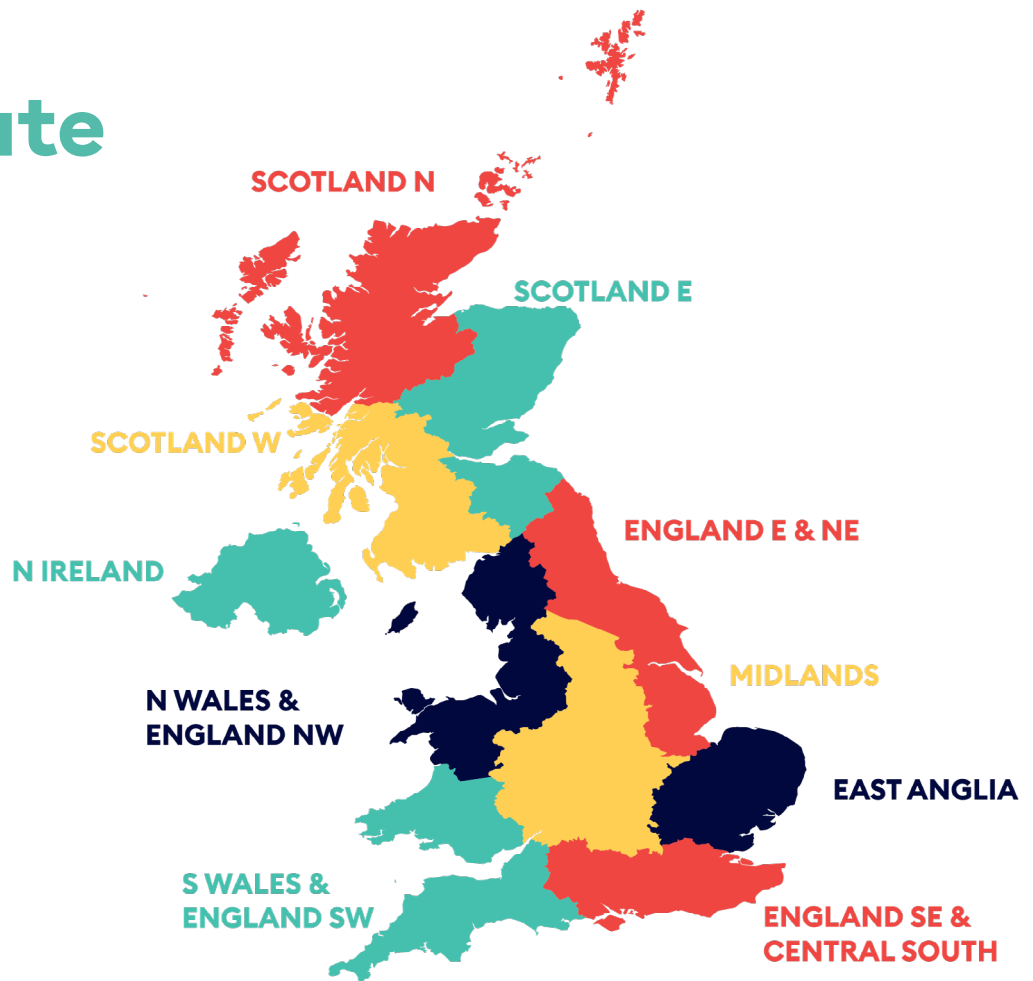 SCOTLAND N
SCOTLAND E
SCOTLAND W
ENGLAND E & NE
N IRELAND
MIDLANDS
N WALES &
ENGLAND NW
EAST ANGLIA
S WALES &
ENGLAND SW
ENGLAND SE &
CENTRAL SOUTH